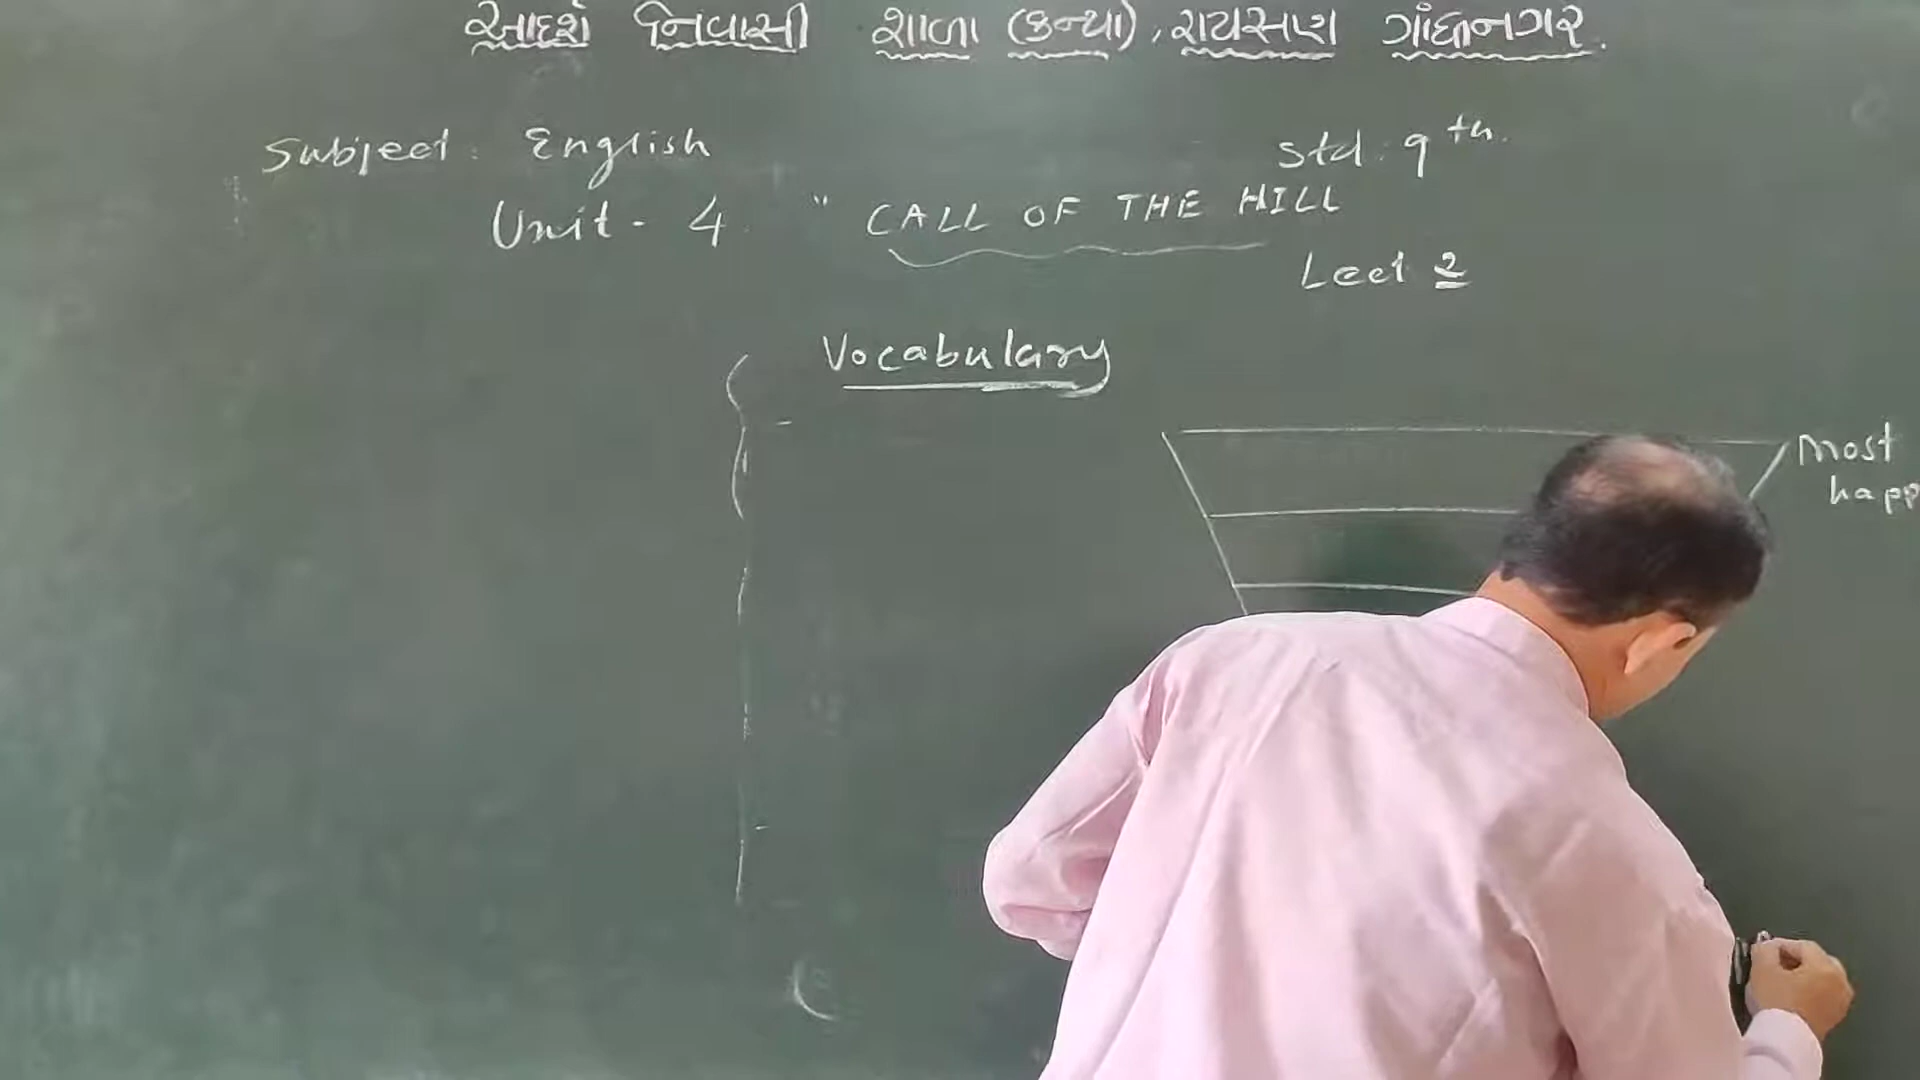 આદર્શ નિવાસી શાળા (કન્યા), રાયસણ ગાંધીનગર.
Subject: English
Std. 9th.
Unit - 4. " CALL OF THE HILL
Lect 2
Vocabulary
Most
happ